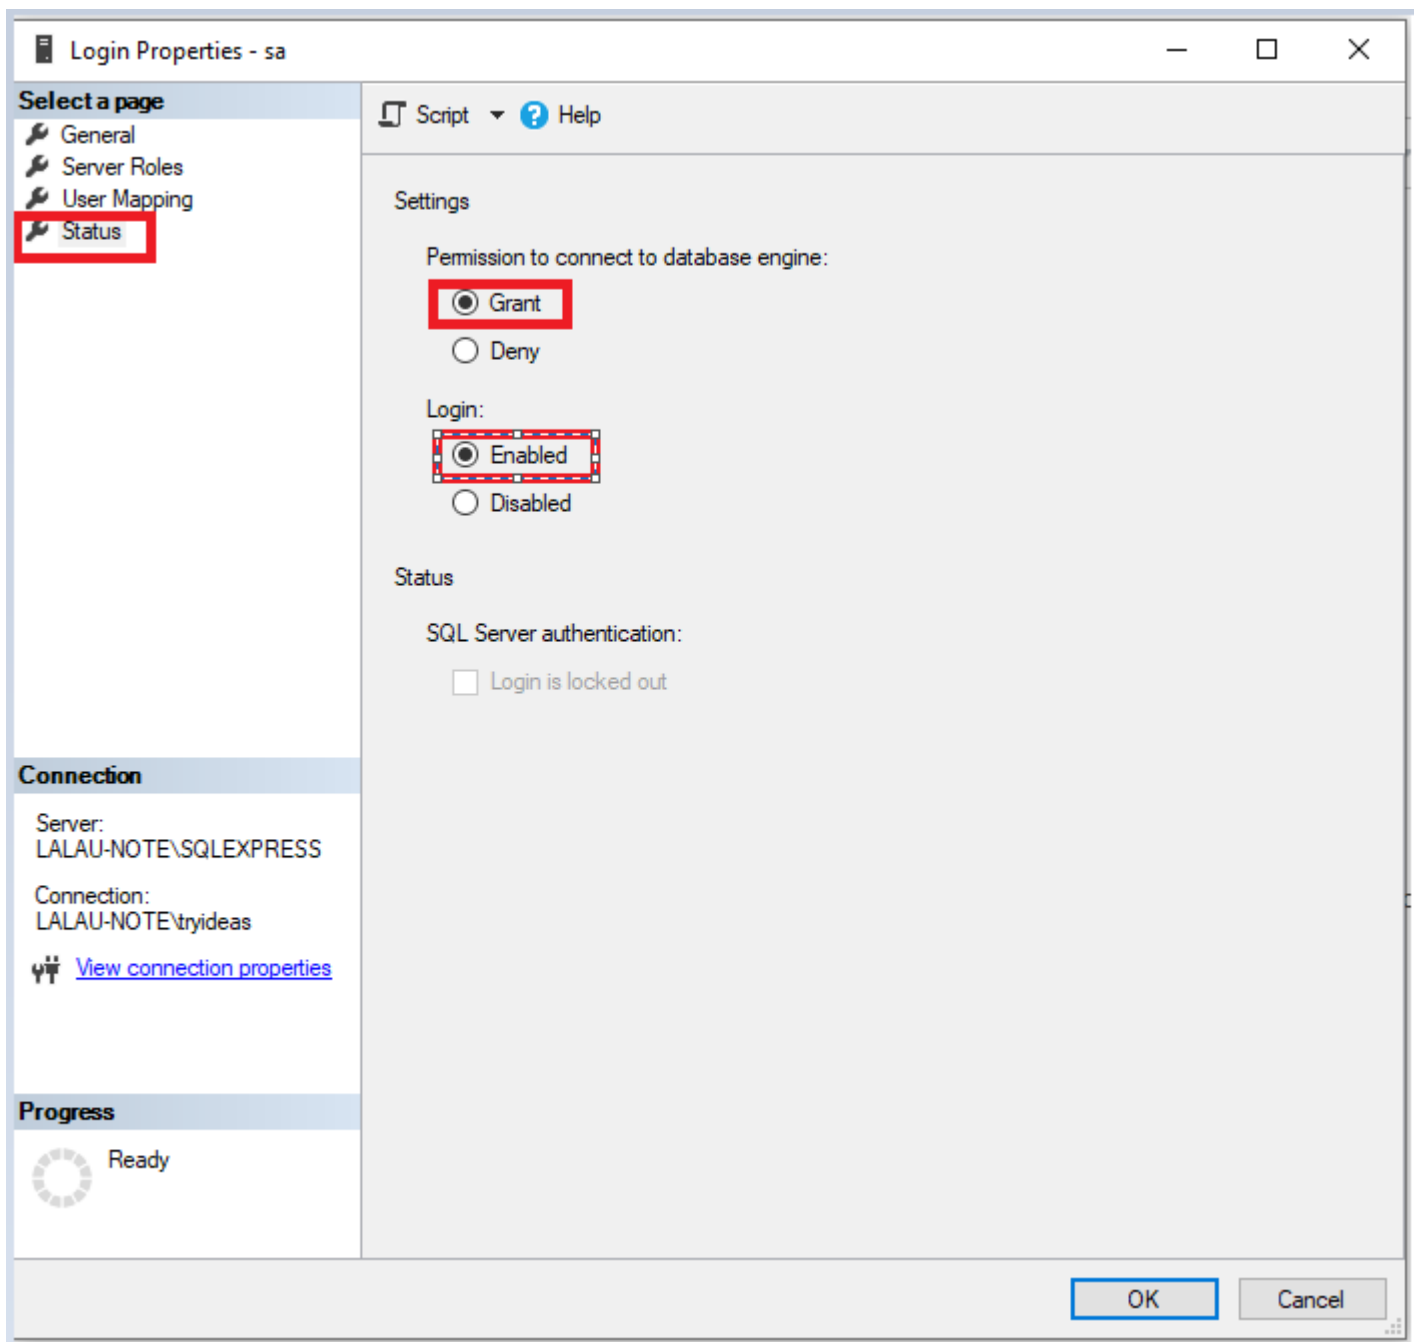 Login Properties - sa
Select a page
General
Server Roles
User Mapping
Status
Script
Help
Settings
Permission to connect to database engine:
Grant
Deny
Login:
Enabled
Disabled
Status
SQL Server authentication:
Login is locked out
Connection
Server:
LALAU-NOTE\SQLEXPRESS
Connection:
LALAU-NOTE\tryideas
View connection properties
Progress
Ready
OK
Cancel